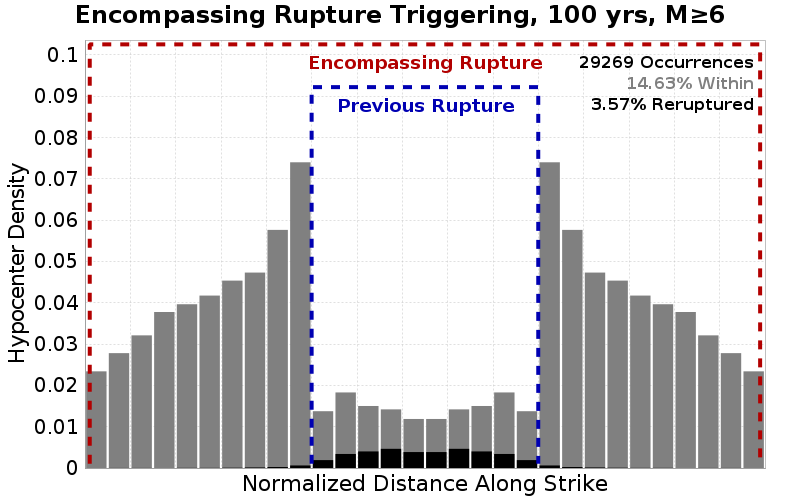 Encompassing Rupture Triggering, 100 yrs, M≥6
Encompassing Rupture
Previous Rupture
29269 Occurrences
14.63% Within
3.57% Reruptured
Hypocenter Density
0.1
0.09
0.08
0.07
0.06
0.05
0.04
0.03
0.02
0.01
0
Normalized Distance Along Strike